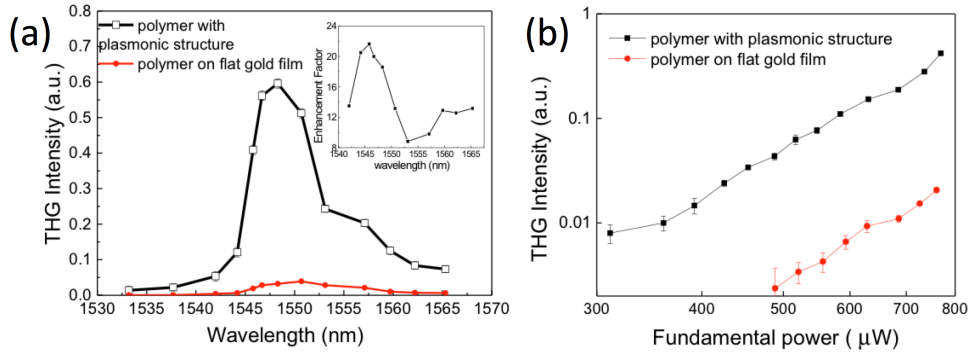 (a)
polymer with
plasmonic structure
polymer on flat gold film
THG Intensity (a.u.)
0.7
0.6
0.5
0.4
0.3
0.2
0.1
0.0
1530 1535 1540 1545 1550 1555 1560 1565 1570
Wavelength (nm)
Enhancement Factor
24
20
16
12
8
1540 1545 1550 1555 1560 1565
wavelength (nm)
(b)
polymer with plasmonic structure
polymer on flat gold film
THG Intensity (a.u.)
1
0.1
0.01
300 400 500 600 700 800
Fundamental power ( µW)